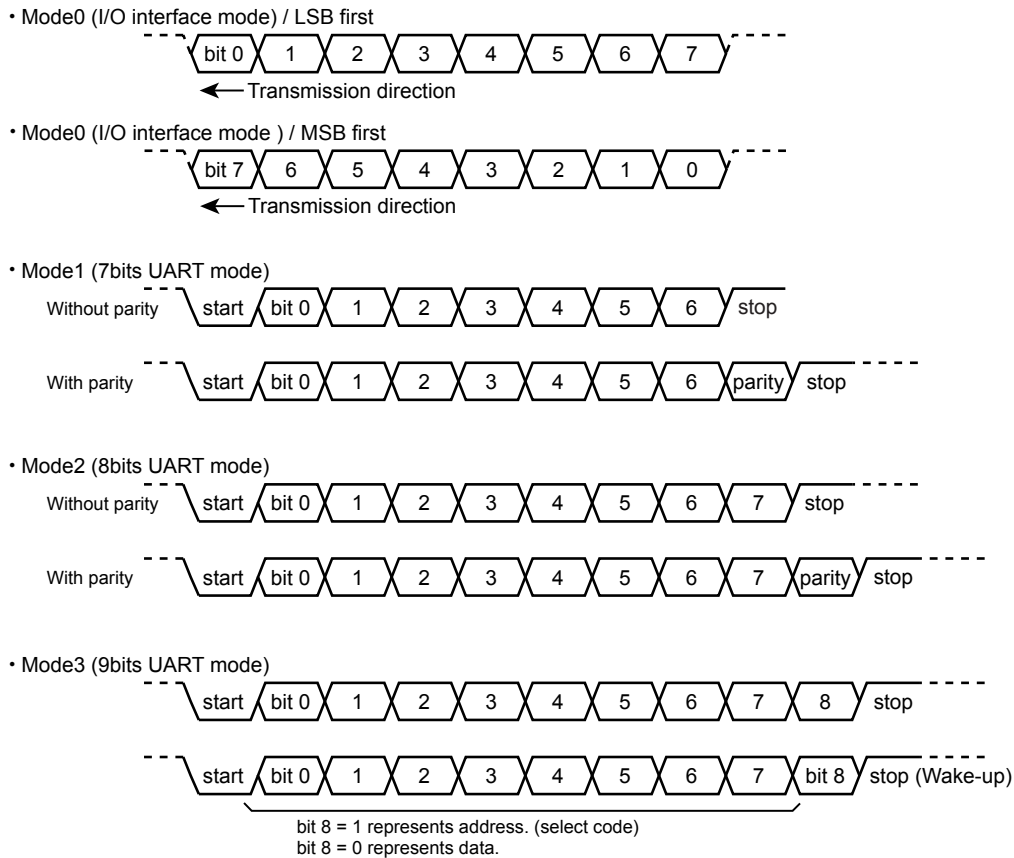 ・Mode0 (I/O interface mode) / LSB first
bit 0 1 2 3 4 5 6 7
Transmission direction
・Mode0 (I/O interface mode ) / MSB first
bit 7 6 5 4 3 2 1 0
Transmission direction
・Mode1 (7bits UART mode)
Without parity start bit 0 1 2 3 4 5 6 stop
With parity start bit 0 1 2 3 4 5 6 parity stop
・Mode2 (8bits UART mode)
Without parity start bit 0 1 2 3 4 5 6 7 stop
With parity start bit 0 1 2 3 4 5 6 7 parity stop
・Mode3 (9bits UART mode)
start bit 0 1 2 3 4 5 6 7 8 stop
start bit 0 1 2 3 4 5 6 7 bit 8 stop (Wake-up)
bit 8 = 1 represents address. (select code)
bit 8 = 0 represents data.